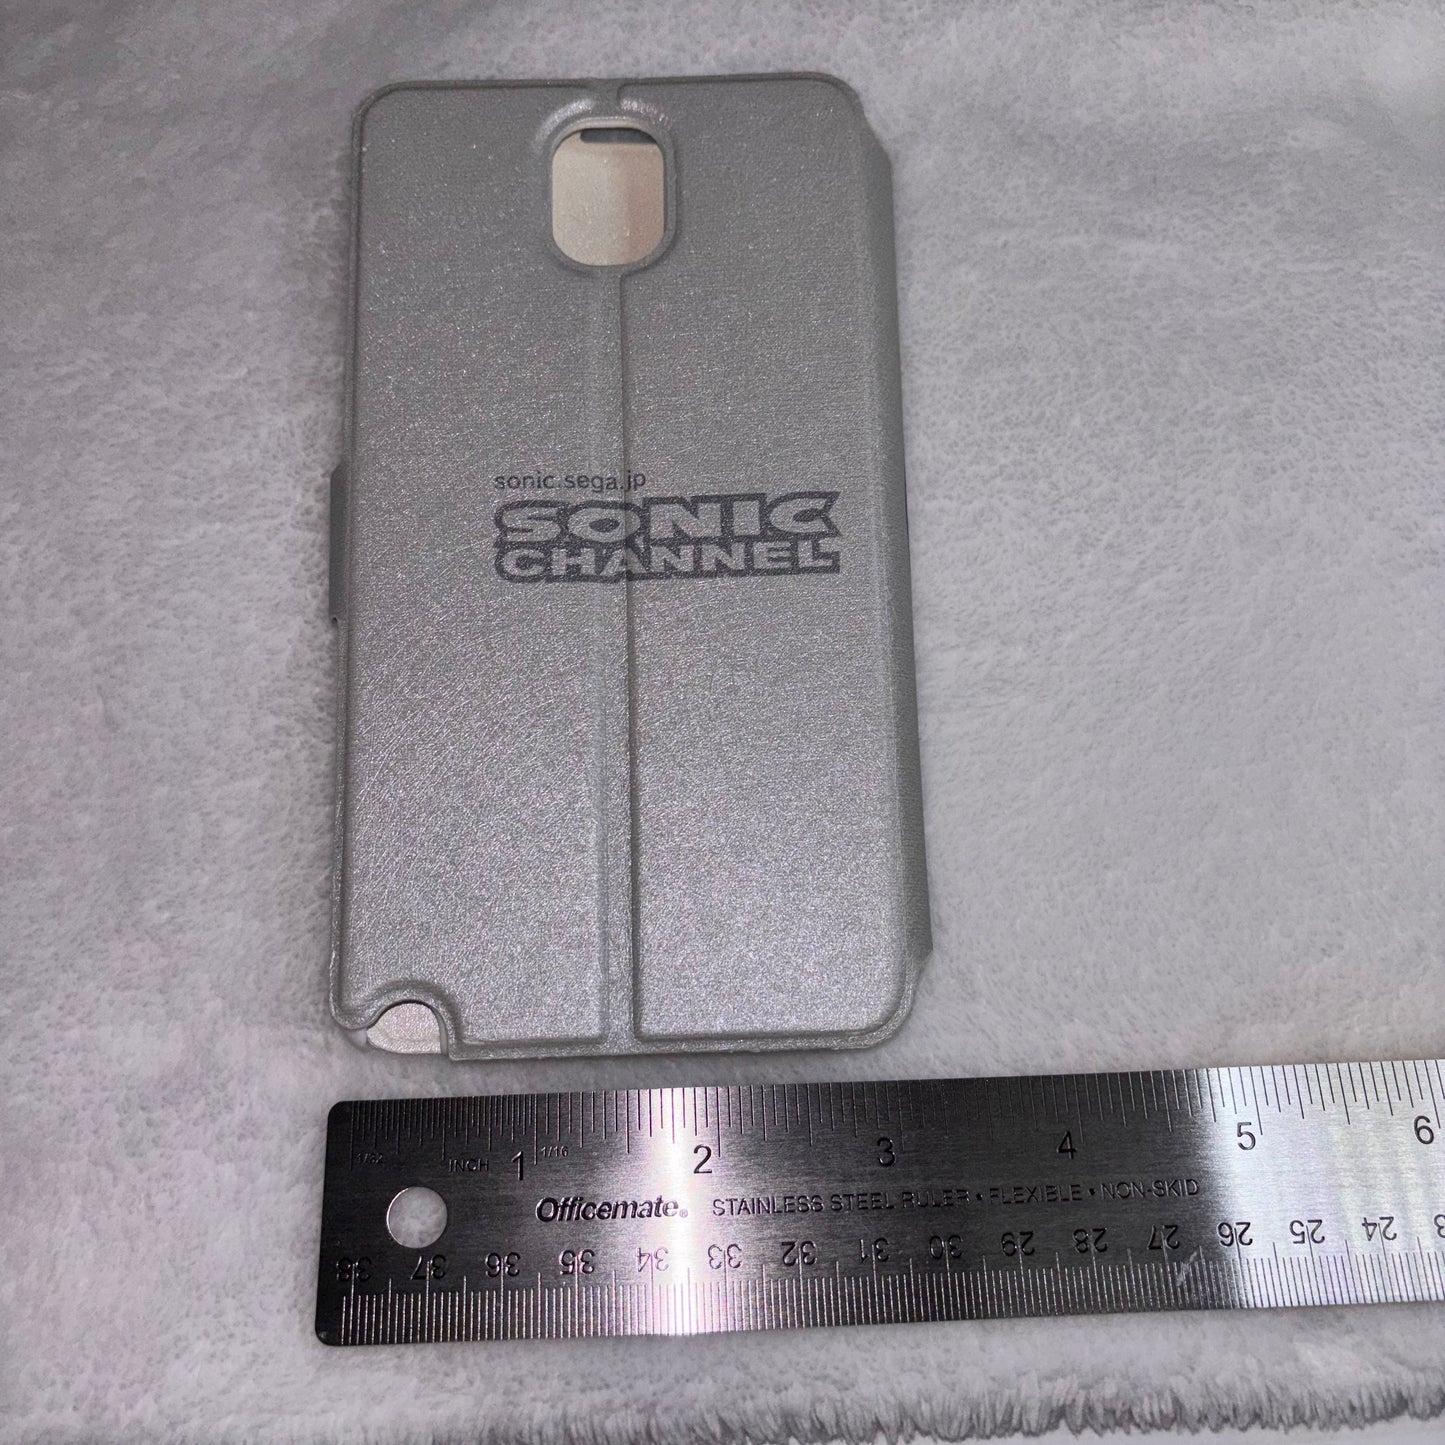 sonic.sega.jp
SONIC
CHANNEL
1/32 INCH 1 1/16 2 3 4 5 6
Officemate® STAINLESS STEEL RULER • FLEXIBLE • NON-SKID
38 37 36 35 34 33 32 31 30 29 28 27 26 25 24